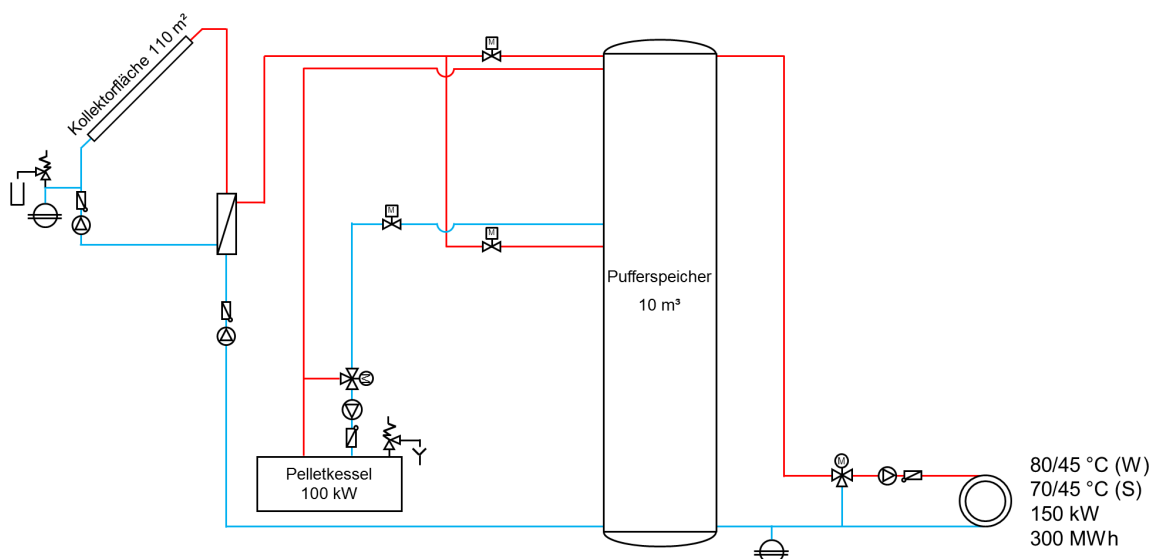 Kollektorfläche 110 m²
M
M
M
Pufferspeicher
10 m³
M
Pelletkessel
100 kW
M
80/45 °C (W)
70/45 °C (S)
150 kW
300 MWh